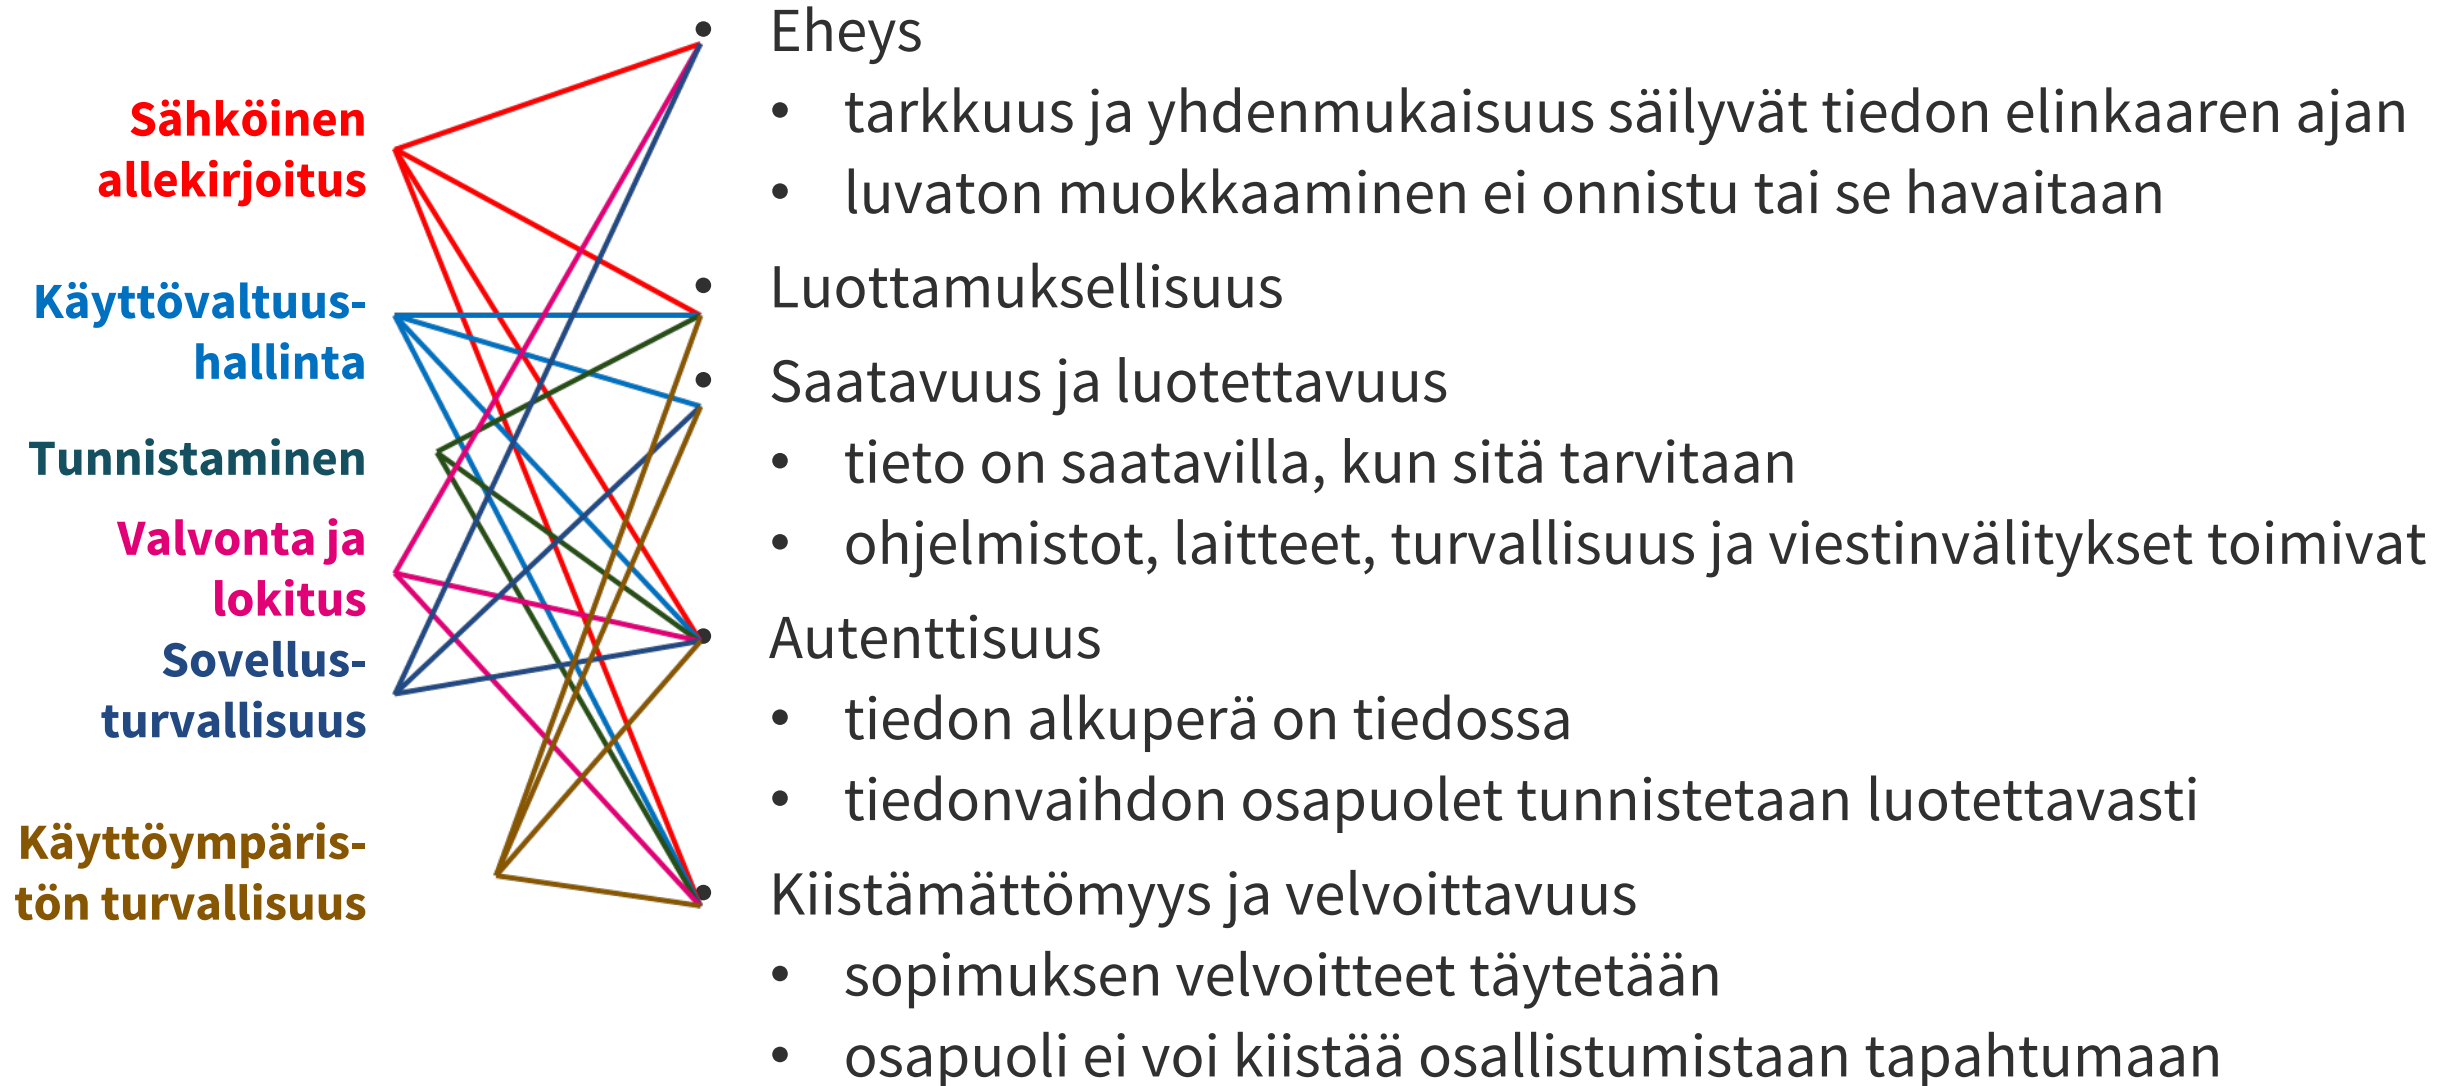 Sähköinen
allekirjoitus
Käyttövaltuus-
hallinta
Tunnistaminen
Valvonta ja
lokitus
Sovellus-
turvallisuus
Käyttöympäris-
tön turvallisuus
• Eheys
• tarkkuus ja yhdenmukaisuus säilyvät tiedon elinkaaren ajan
• luvaton muokkaaminen ei onnistu tai se havaitaan
• Luottamuksellisuus
• Saatavuus ja luotettavuus
• tieto on saatavilla, kun sitä tarvitaan
• ohjelmistot, laitteet, turvallisuus ja viestinvälitykset toimivat
• Autenttisuus
• tiedon alkuperä on tiedossa
• tiedonvaihdon osapuolet tunnistetaan luotettavasti
• Kiistämättömyys ja velvoittavuus
• sopimuksen velvoitteet täytetään
• osapuoli ei voi kiistää osallistumistaan tapahtumaan